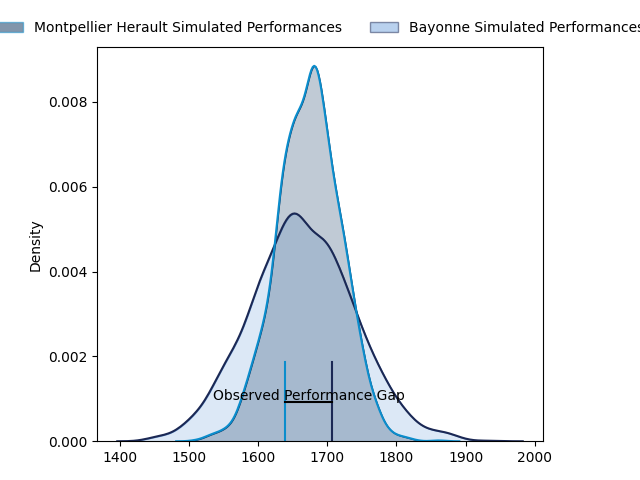 Montpellier Herault Simulated Performances Bayonne Simulated Performances
0.008
0.006
0.004
0.002
0.000
Density
Observed Performance Gap
1400 1500 1600 1700 1800 1900 2000